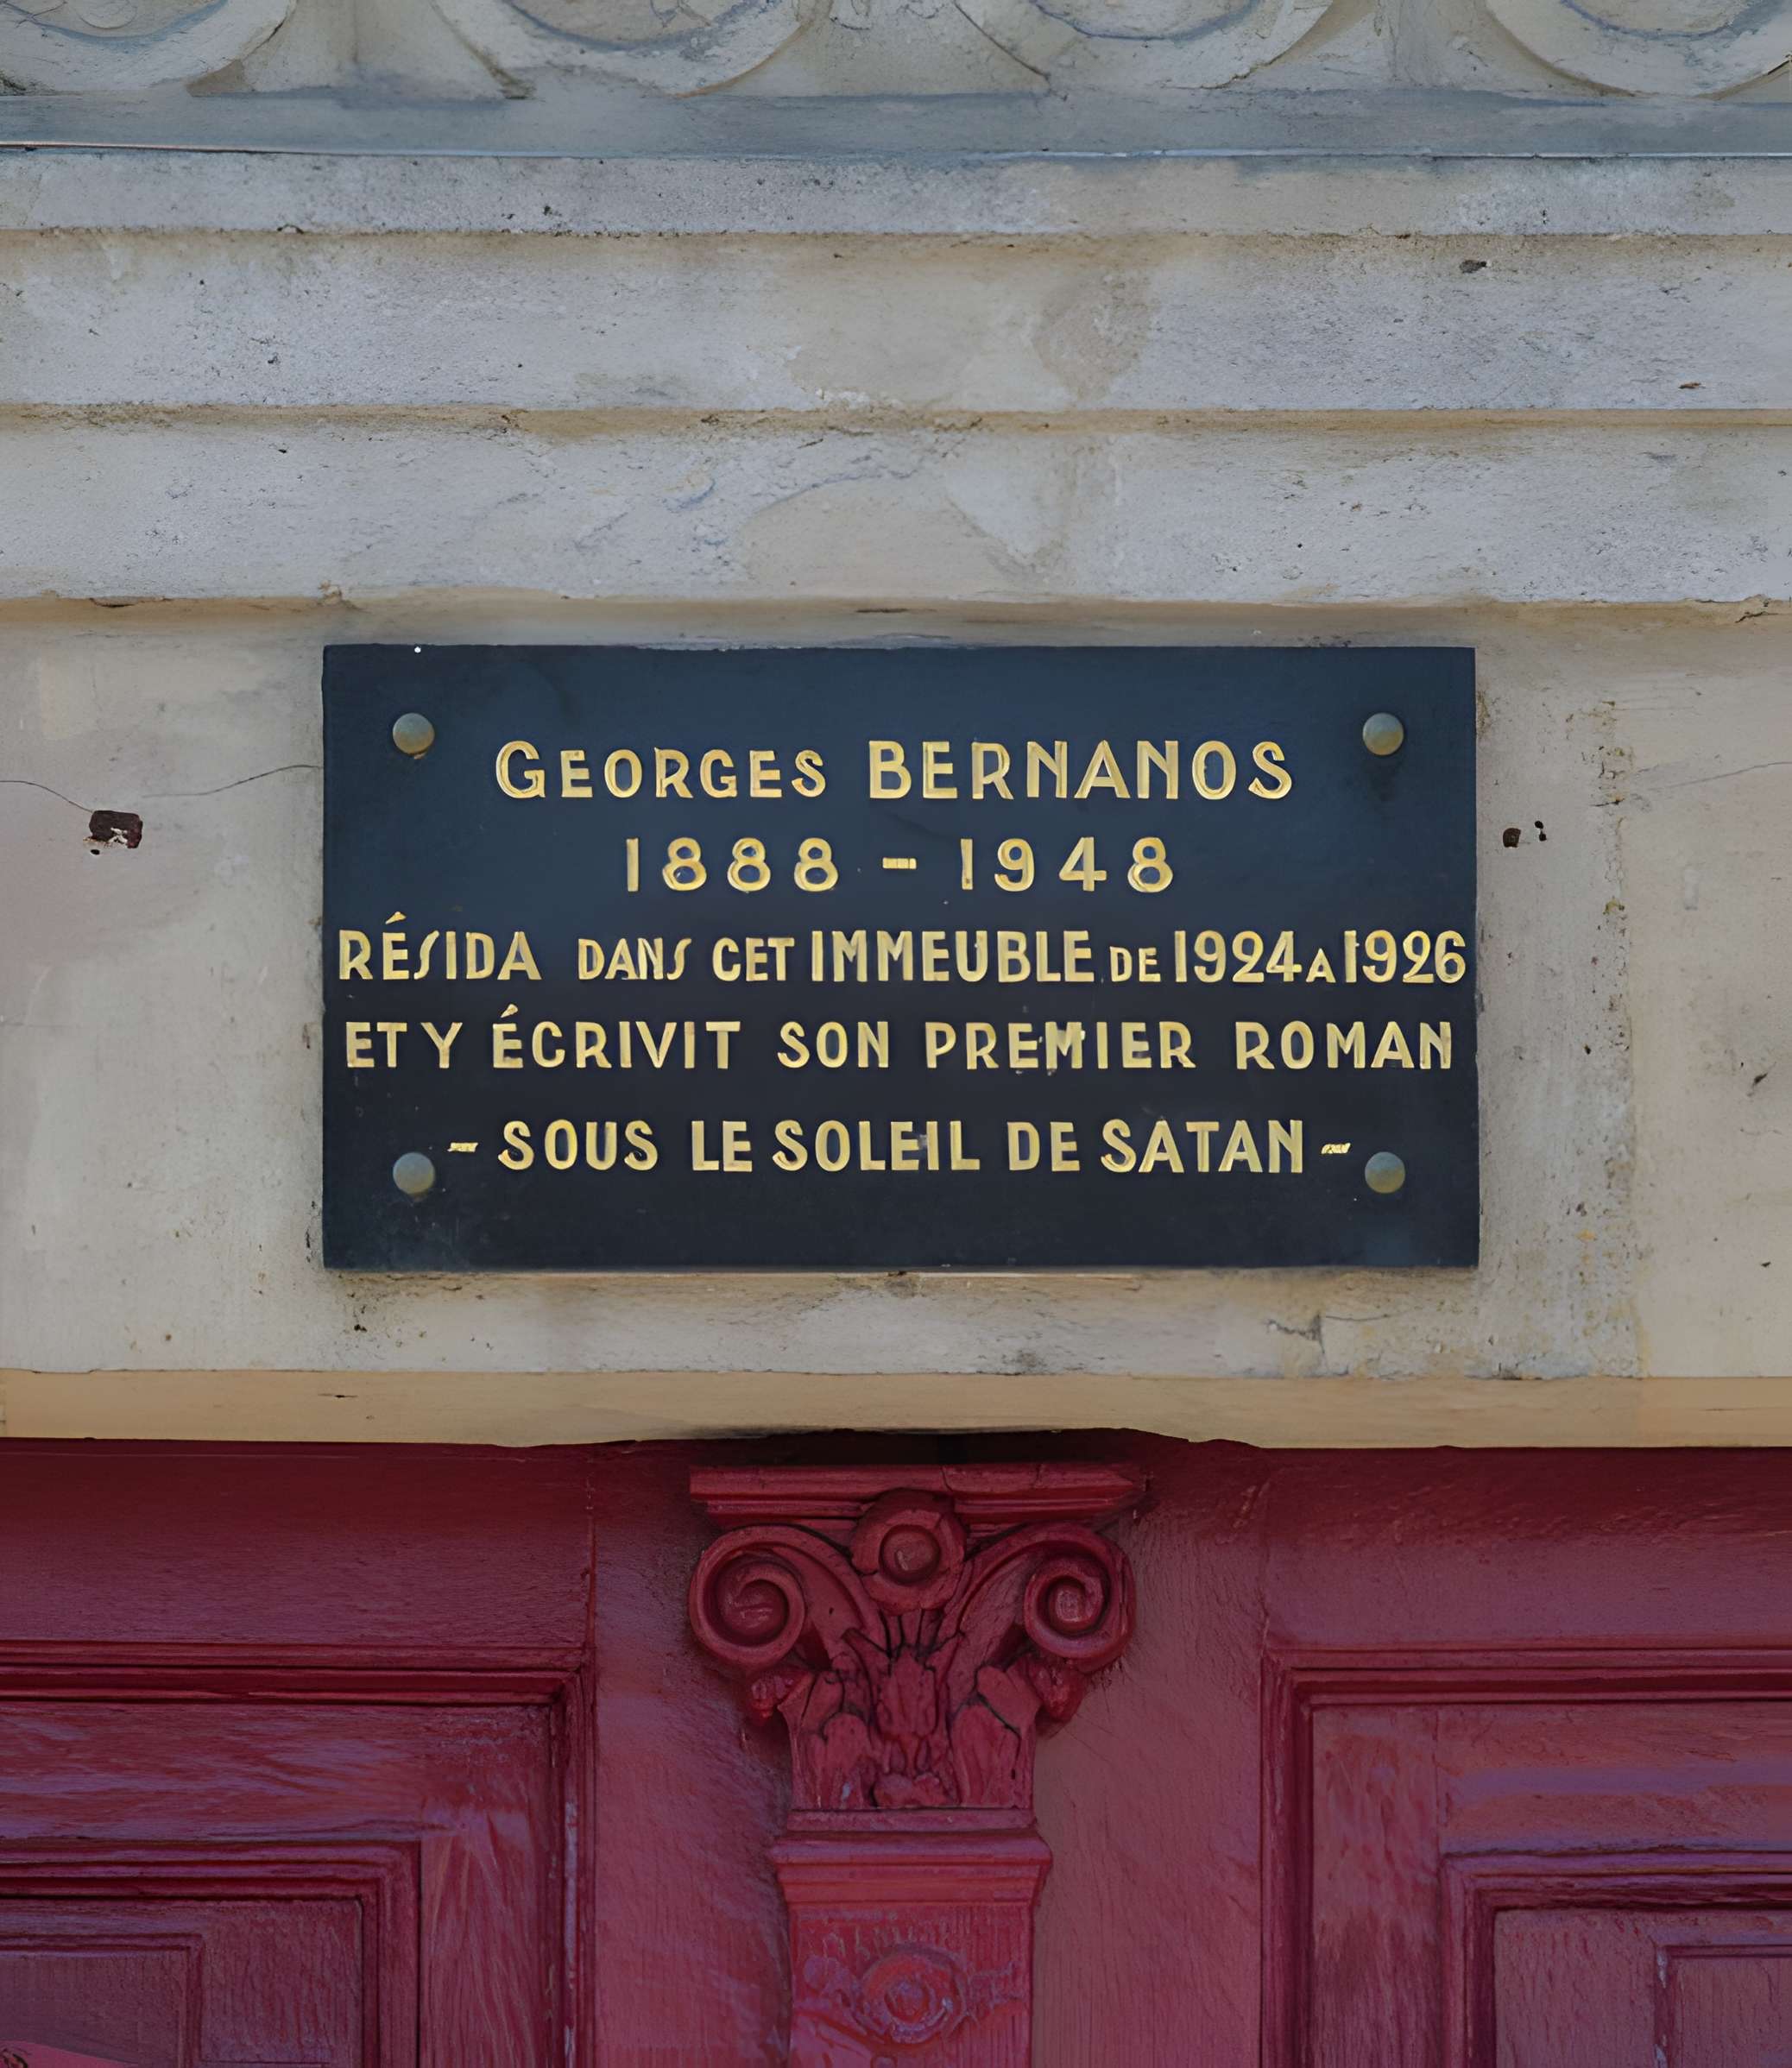 GEORGES BERNANOS
1888 - 1948
RÉSIDA DANS CET IMMEUBLE DE 1924 A 1926
ET Y ÉCRIVIT SON PREMIER ROMAN
- SOUS LE SOLEIL DE SATAN -